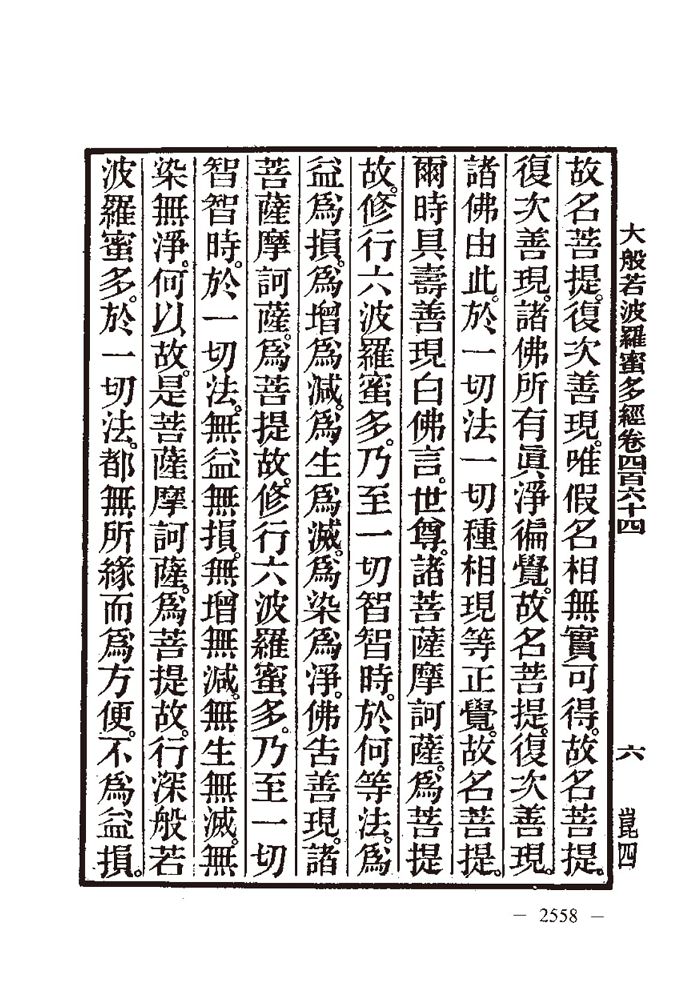 大般若波羅蜜多經卷四百六十四 六 崑四
故名菩提。復次善現。唯假名相無實可得。故名菩提。
復次善現。諸佛所有眞淨徧覺。故名菩提。復次善現。
諸佛由此。於一切法一切種相現等正覺。故名菩提。
爾時具壽善現白佛言。世尊。諸菩薩摩訶薩。爲菩提
故。修行六波羅蜜多。乃至一切智智時。於何等法。爲
益爲損。爲增爲減。爲生爲滅。爲染爲淨。佛告善現。諸
菩薩摩訶薩。爲菩提故。修行六波羅蜜多。乃至一切
智智時。於一切法。無益無損。無增無減。無生無滅。無
染無淨。何以故。是菩薩摩訶薩。爲菩提故。行深般若
波羅蜜多。於一切法。都無所緣而爲方便。不爲益損。
— 2558 —